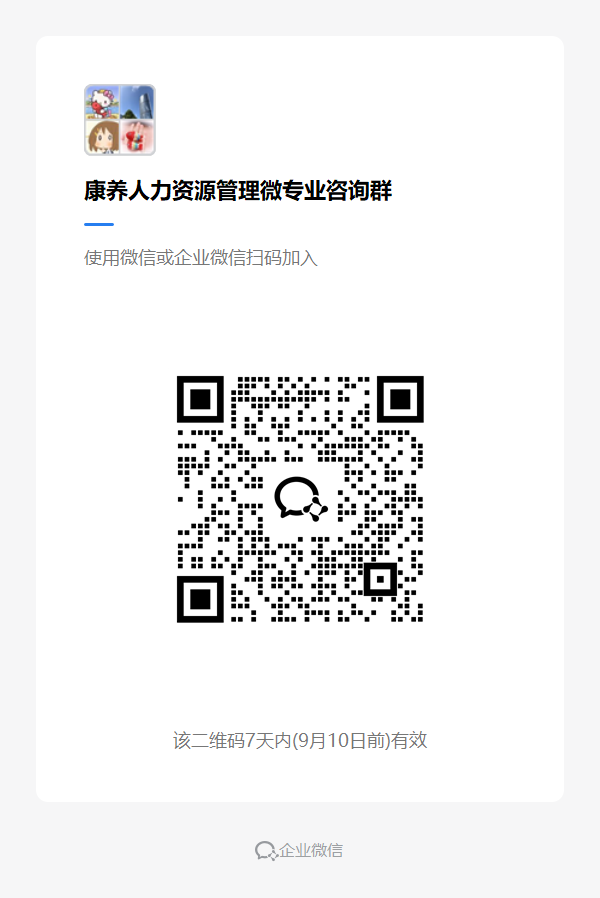 康养人力资源管理微专业咨询群
使用微信或企业微信扫码加入
该二维码7天内(9月10日前)有效
企业微信